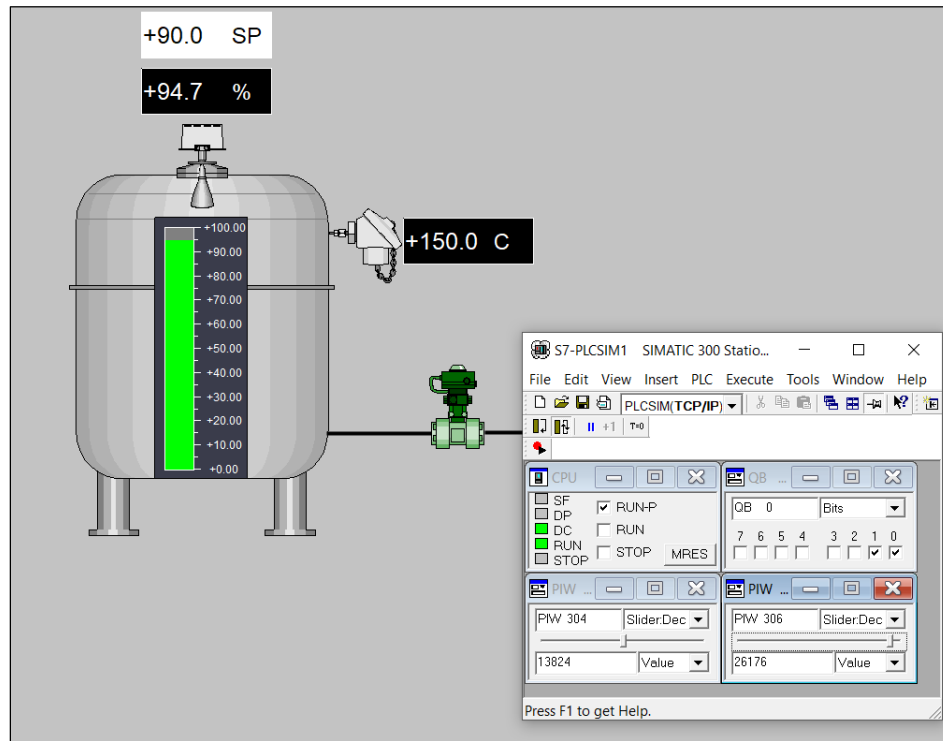 +90.0 SP
+94.7 %
+100.00
+90.00
+80.00
+70.00
+60.00
+50.00
+40.00
+30.00
+20.00
+10.00
+0.00
+150.0 C
S7-PLCSIM1 SIMATIC 300 Statio...
File Edit View Insert PLC Execute Tools Window Help
PLCSIM(TCP/IP)
+1 T=0
CPU
SF
DP
DC
RUN
STOP
RUN-P
RUN
STOP MRES
QB ...
QB 0 Bits
7 6 5 4 3 2 1 0
PIW ...
PIW 304 Slider:Dec
13824 Value
PIW ...
PIW 306 Slider:Dec
26176 Value
Press F1 to get Help.